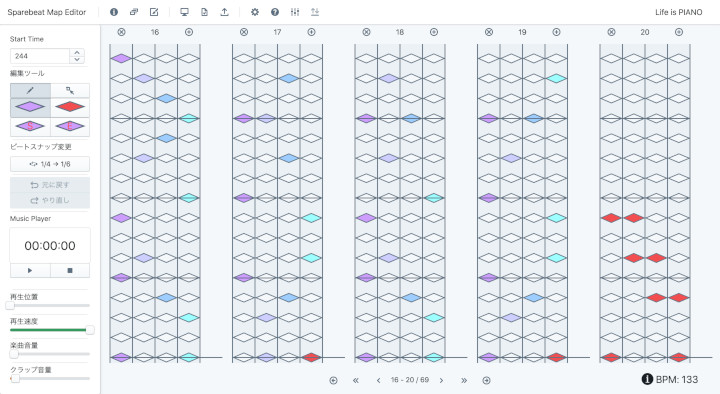 Sparebeat Map Editor
Life is PIANO
Start Time
244
編集ツール
ビートスナップ変更
1/4 → 1/6
元に戻す
やり直し
Music Player
00:00:00
再生位置
再生速度
楽曲音量
クラップ音量
16
17
18
19
20
16 - 20 / 69
BPM: 133